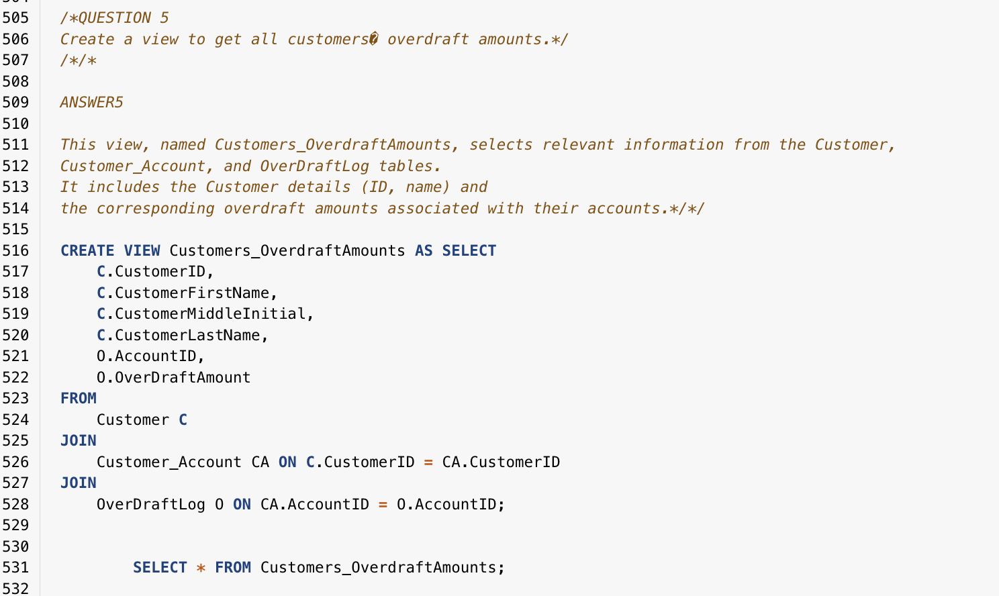 504
505 /*QUESTION 5
506 Create a view to get all customers� overdraft amounts.*/
507 /*/*
508
509 ANSWER5
510
511 This view, named Customers_OverdraftAmounts, selects relevant information from the Customer,
512 Customer_Account, and OverDraftLog tables.
513 It includes the Customer details (ID, name) and
514 the corresponding overdraft amounts associated with their accounts.*/*/
515
516 CREATE VIEW Customers_OverdraftAmounts AS SELECT
517     C.CustomerID,
518     C.CustomerFirstName,
519     C.CustomerMiddleInitial,
520     C.CustomerLastName,
521     O.AccountID,
522     O.OverDraftAmount
523 FROM
524     Customer C
525 JOIN
526     Customer_Account CA ON C.CustomerID = CA.CustomerID
527 JOIN
528     OverDraftLog O ON CA.AccountID = O.AccountID;
529
530
531         SELECT * FROM Customers_OverdraftAmounts;
532